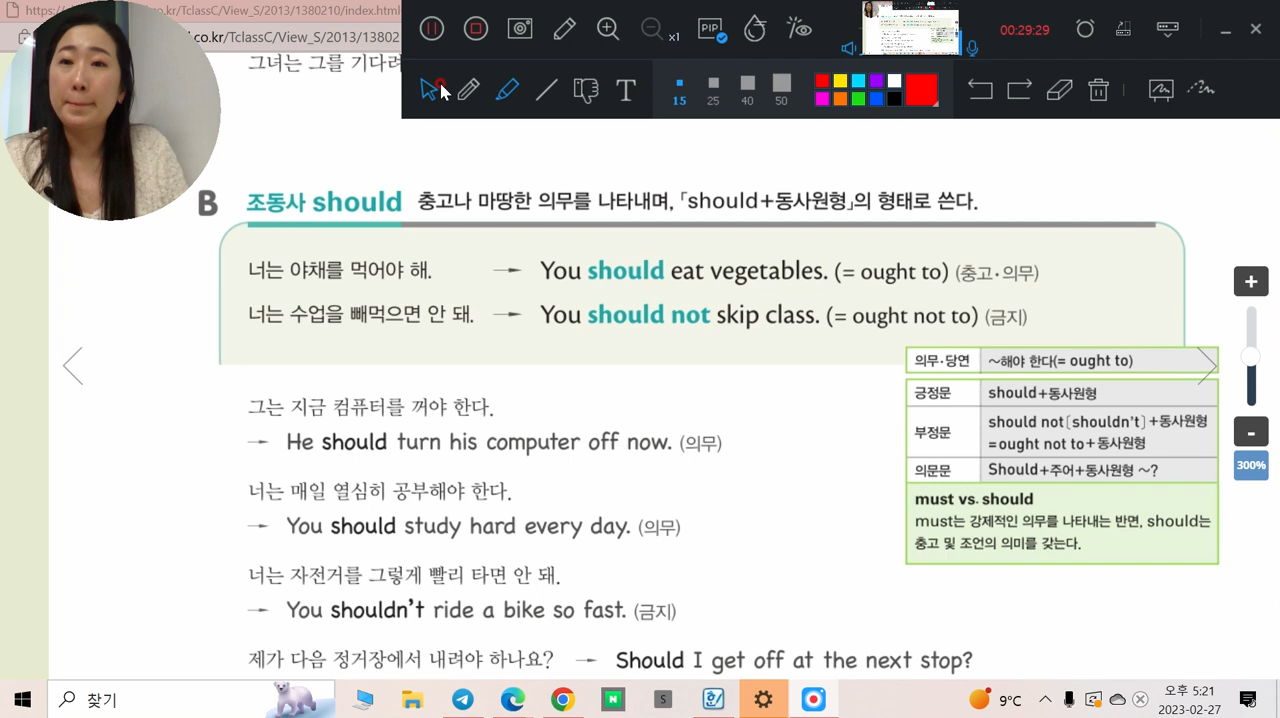 00:29:29
15 25 40 50
B 조동사 should 충고나 마땅한 의무를 나타내며, 「should+동사원형」의 형태로 쓴다.
너는 야채를 먹어야 해. → You should eat vegetables. (= ought to) (충고·의무)
너는 수업을 빼먹으면 안 돼. → You should not skip class. (= ought not to) (금지)
의무·당연 ~해야 한다(= ought to)
긍정문 should+동사원형
부정문 should not[shouldn't]+동사원형
=ought not to+동사원형
의문문 Should+주어+동사원형 ~?
must vs. should
must는 강제적인 의무를 나타내는 반면, should는
충고 및 조언의 의미를 갖는다.
그는 지금 컴퓨터를 꺼야 한다.
→ He should turn his computer off now. (의무)
너는 매일 열심히 공부해야 한다.
→ You should study hard every day. (의무)
너는 자전거를 그렇게 빨리 타면 안 돼.
→ You shouldn't ride a bike so fast. (금지)
제가 다음 정거장에서 내려야 하나요? → Should I get off at the next stop?
+
-
300%
찾기
9°C
오후 5:21
2023-02-27